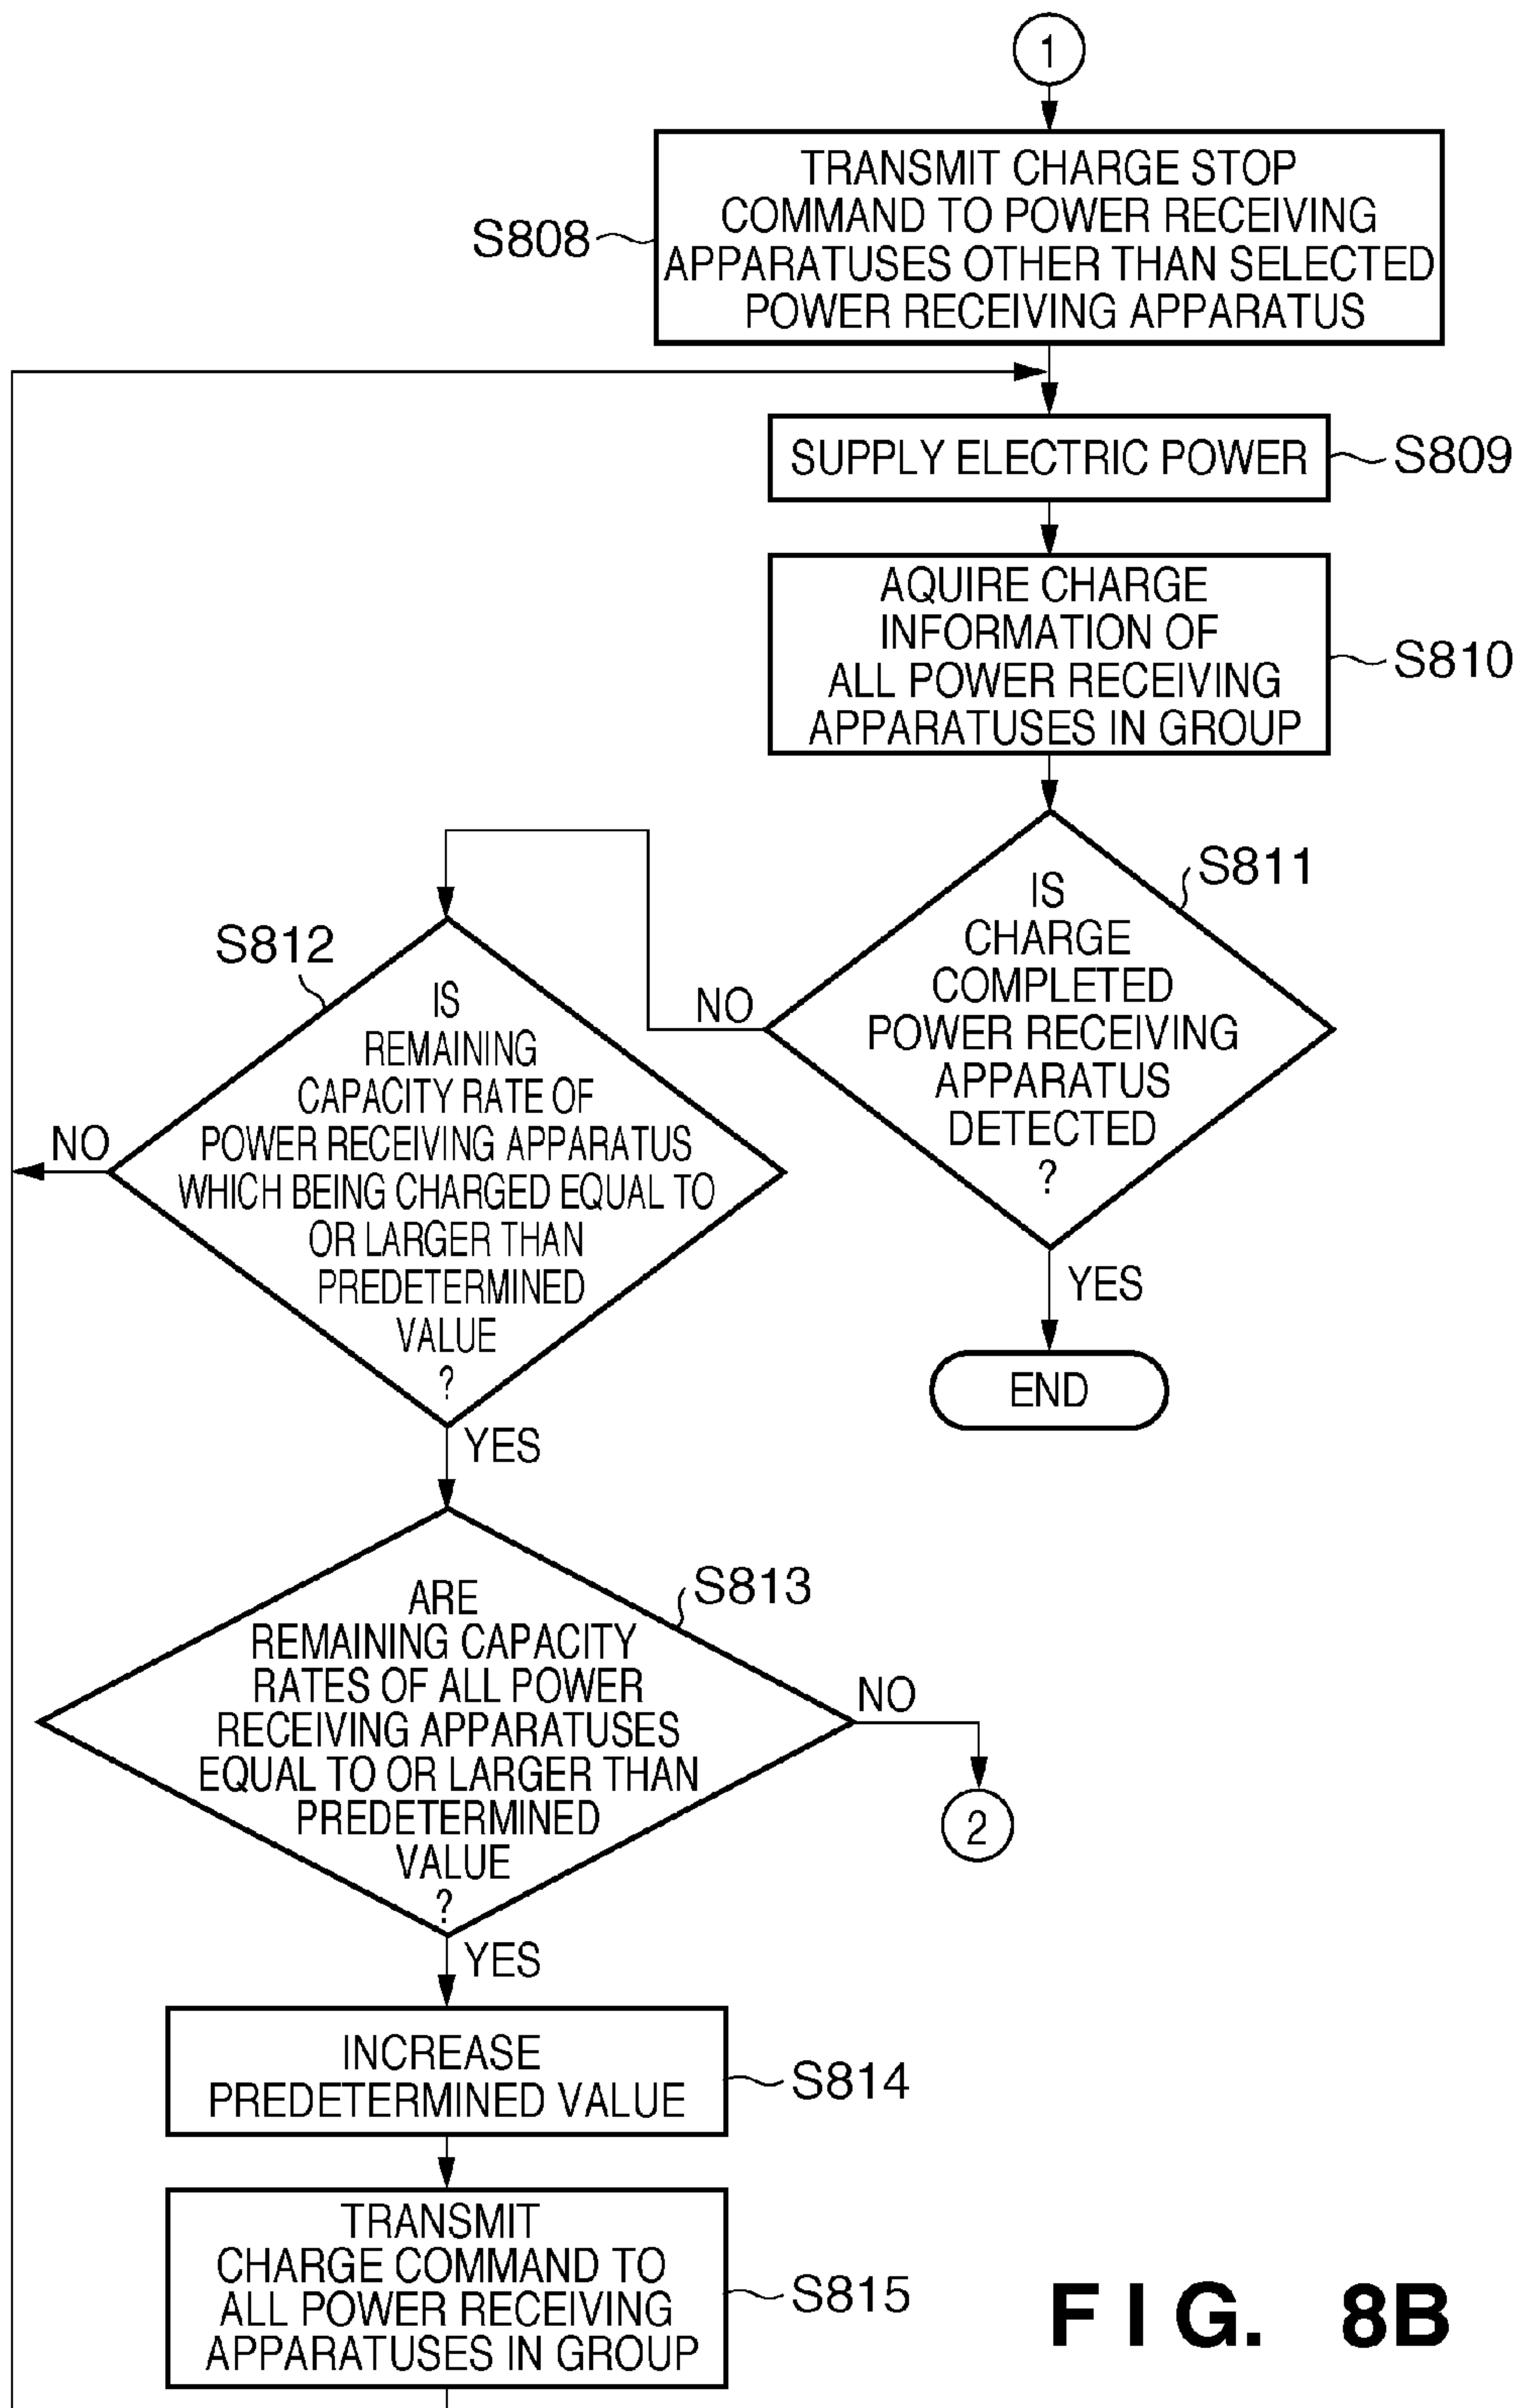 1
TRANSMIT CHARGE STOP
COMMAND TO POWER RECEIVING
APPARATUSES OTHER THAN SELECTED
POWER RECEIVING APPARATUS
S808
SUPPLY ELECTRIC POWER
S809
AQUIRE CHARGE
INFORMATION OF
ALL POWER RECEIVING
APPARATUSES IN GROUP
S810
S811
IS
CHARGE
COMPLETED
POWER RECEIVING
APPARATUS
DETECTED
?
NO
YES
END
S812
IS
REMAINING
CAPACITY RATE OF
POWER RECEIVING APPARATUS
WHICH BEING CHARGED EQUAL TO
OR LARGER THAN
PREDETERMINED
VALUE
?
NO
YES
S813
ARE
REMAINING CAPACITY
RATES OF ALL POWER
RECEIVING APPARATUSES
EQUAL TO OR LARGER THAN
PREDETERMINED
VALUE
?
NO
2
YES
INCREASE
PREDETERMINED VALUE
S814
TRANSMIT
CHARGE COMMAND TO
ALL POWER RECEIVING
APPARATUSES IN GROUP
S815
FIG. 8B